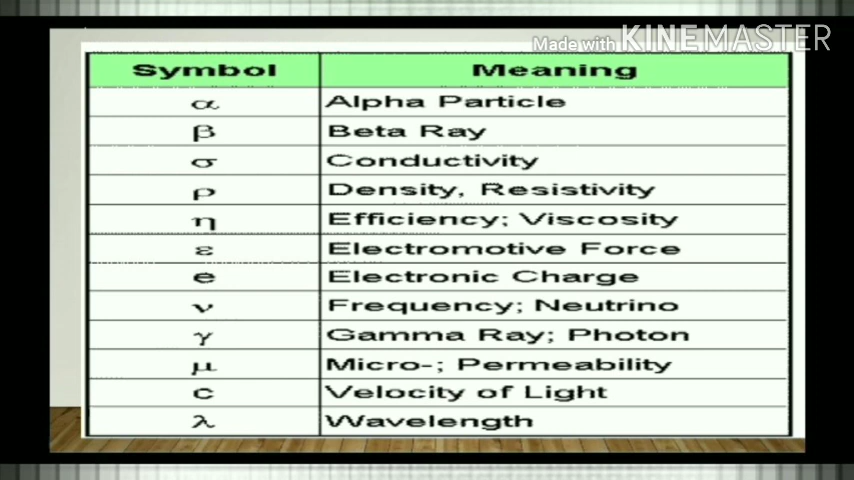 Made with KINEMASTER
Symbol Meaning
α Alpha Particle
β Beta Ray
σ Conductivity
ρ Density, Resistivity
η Efficiency; Viscosity
ε Electromotive Force
e Electronic Charge
ν Frequency; Neutrino
γ Gamma Ray; Photon
μ Micro-; Permeability
c Velocity of Light
λ Wavelength